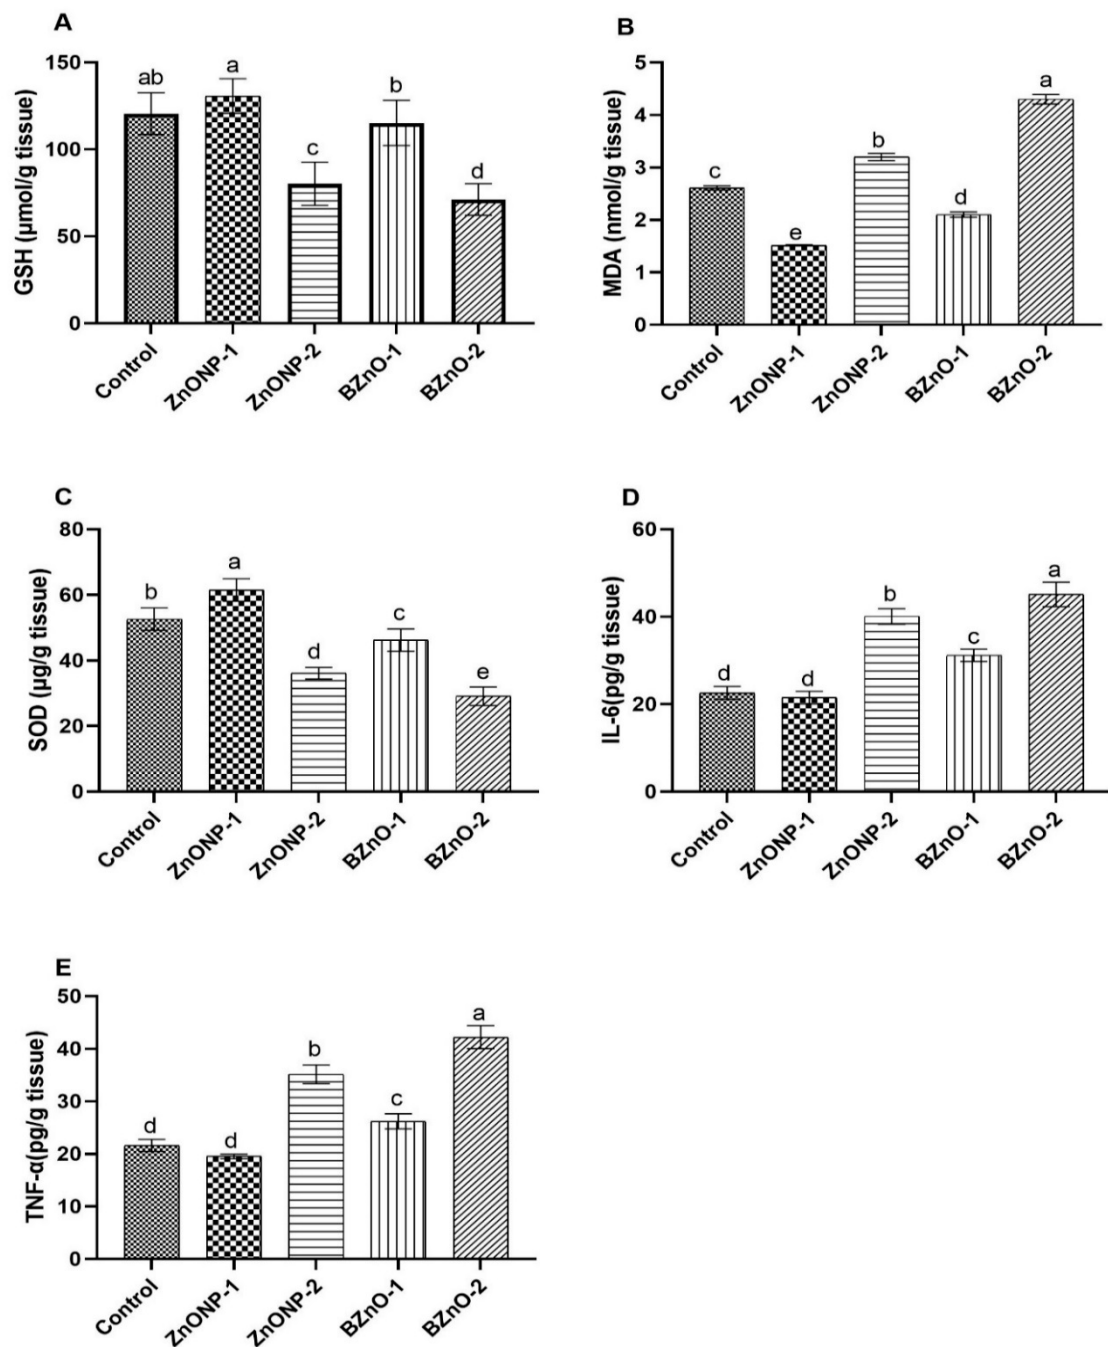 A
GSH (µmol/g tissue)
150
100
50
0
ab
a
c
b
d
Control
ZnONP-1
ZnONP-2
BZnO-1
BZnO-2
B
MDA (nmol/g tissue)
5
4
3
2
1
0
c
e
b
d
a
Control
ZnONP-1
ZnONP-2
BZnO-1
BZnO-2
C
SOD (µg/g tissue)
80
60
40
20
0
b
a
d
c
e
Control
ZnONP-1
ZnONP-2
BZnO-1
BZnO-2
D
IL-6(pg/g tissue)
60
40
20
0
d
d
b
c
a
Control
ZnONP-1
ZnONP-2
BZnO-1
BZnO-2
E
TNF-α(pg/g tissue)
50
40
30
20
10
0
d
d
b
c
a
Control
ZnONP-1
ZnONP-2
BZnO-1
BZnO-2